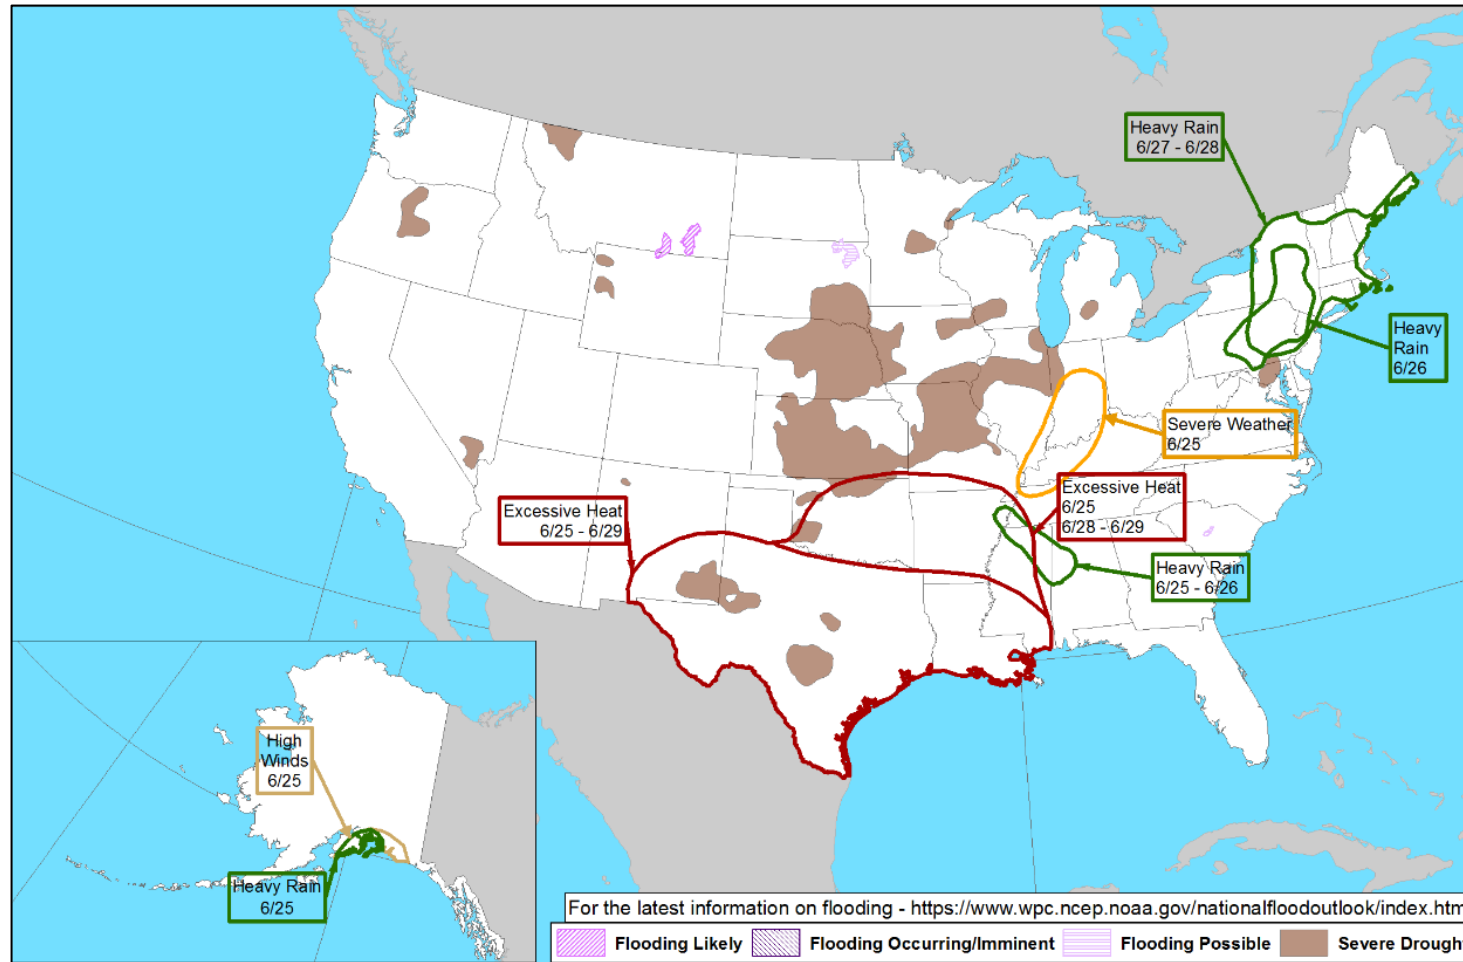 Heavy Rain
6/27 - 6/28
Heavy
Rain
6/26
Severe Weather
6/25
Excessive Heat
6/25
6/28 - 6/29
Excessive Heat
6/25 - 6/29
Heavy Rain
6/25 - 6/26
High
Winds
6/25
Heavy Rain
6/25
For the latest information on flooding - https://www.wpc.ncep.noaa.gov/nationalfloodoutlook/index.htm
Flooding Likely
Flooding Occurring/Imminent
Flooding Possible
Severe Drought